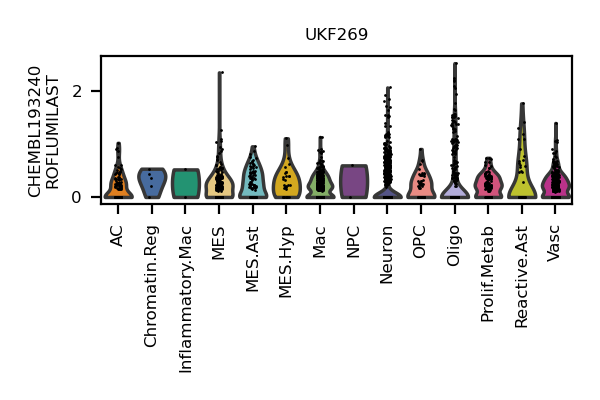 UKF269
CHEMBL193240
ROFLUMILAST
2
0
AC
Chromatin.Reg
Inflammatory.Mac
MES
MES.Ast
MES.Hyp
Mac
NPC
Neuron
OPC
Oligo
Prolif.Metab
Reactive.Ast
Vasc